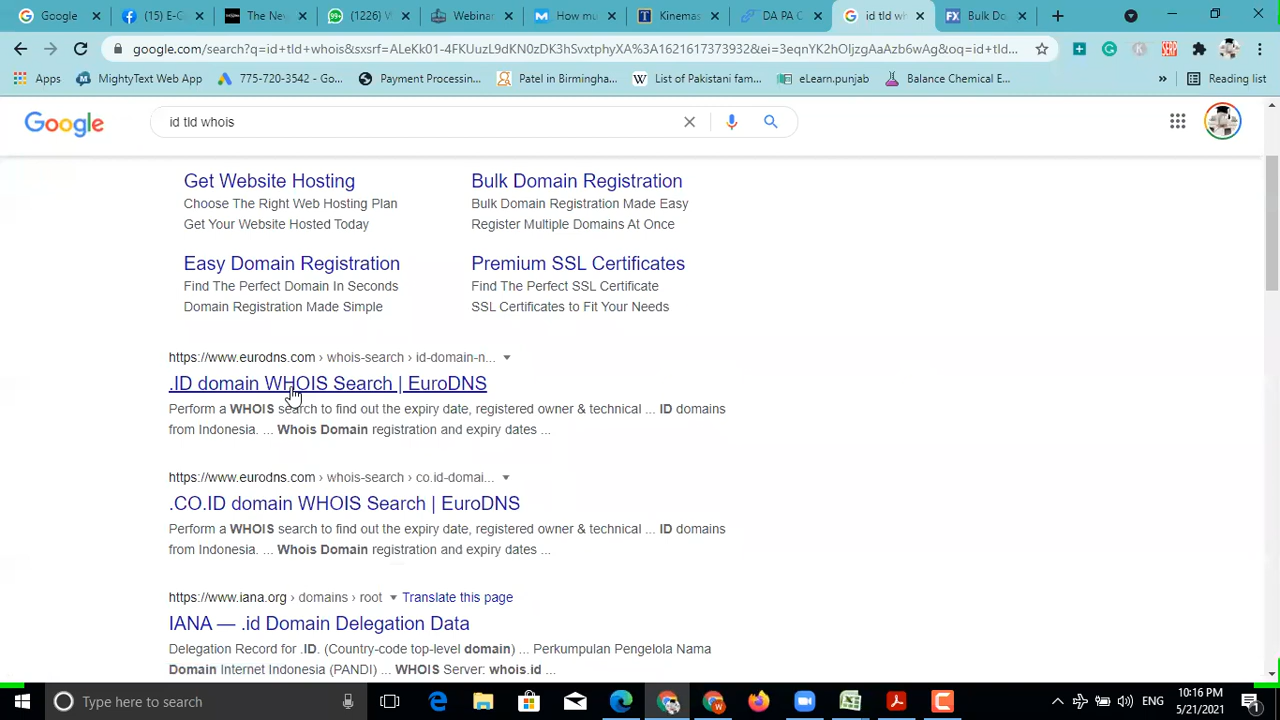 Google
(15) E-G
The New
(1226) W
Webinar
How mu
Kinemas
DA PA C
id tld wh
Bulk Do
google.com/search?q=id+tld+whois&sxsrf=ALeKk01-4FKUuzL9dKN0zDK3hSvxtphyXA%3A1621617373932&ei=3eqnYK2hOljzgAaAzb6wAg&oq=id+tld...
Apps
MightyText Web App
775-720-3542 - Go...
Payment Processin...
Patel in Birmingha...
List of Pakistani fam...
eLearn.punjab
Balance Chemical E...
»
Reading list
Google
id tld whois
Get Website Hosting
Choose The Right Web Hosting Plan
Get Your Website Hosted Today
Bulk Domain Registration
Bulk Domain Registration Made Easy
Register Multiple Domains At Once
Easy Domain Registration
Find The Perfect Domain In Seconds
Domain Registration Made Simple
Premium SSL Certificates
Find The Perfect SSL Certificate
SSL Certificates to Fit Your Needs
https://www.eurodns.com › whois-search › id-domain-n...
.ID domain WHOIS Search | EuroDNS
Perform a WHOIS search to find out the expiry date, registered owner & technical ... ID domains
from Indonesia. ... Whois Domain registration and expiry dates ...
https://www.eurodns.com › whois-search › co.id-domai...
.CO.ID domain WHOIS Search | EuroDNS
Perform a WHOIS search to find out the expiry date, registered owner & technical ... ID domains
from Indonesia. ... Whois Domain registration and expiry dates ...
https://www.iana.org › domains › root Translate this page
IANA — .id Domain Delegation Data
Delegation Record for .ID. (Country-code top-level domain) ... Perkumpulan Pengelola Nama
Domain Internet Indonesia (PANDI) ... WHOIS Server: whois.id ...
Type here to search
ENG
10:16 PM
5/21/2021